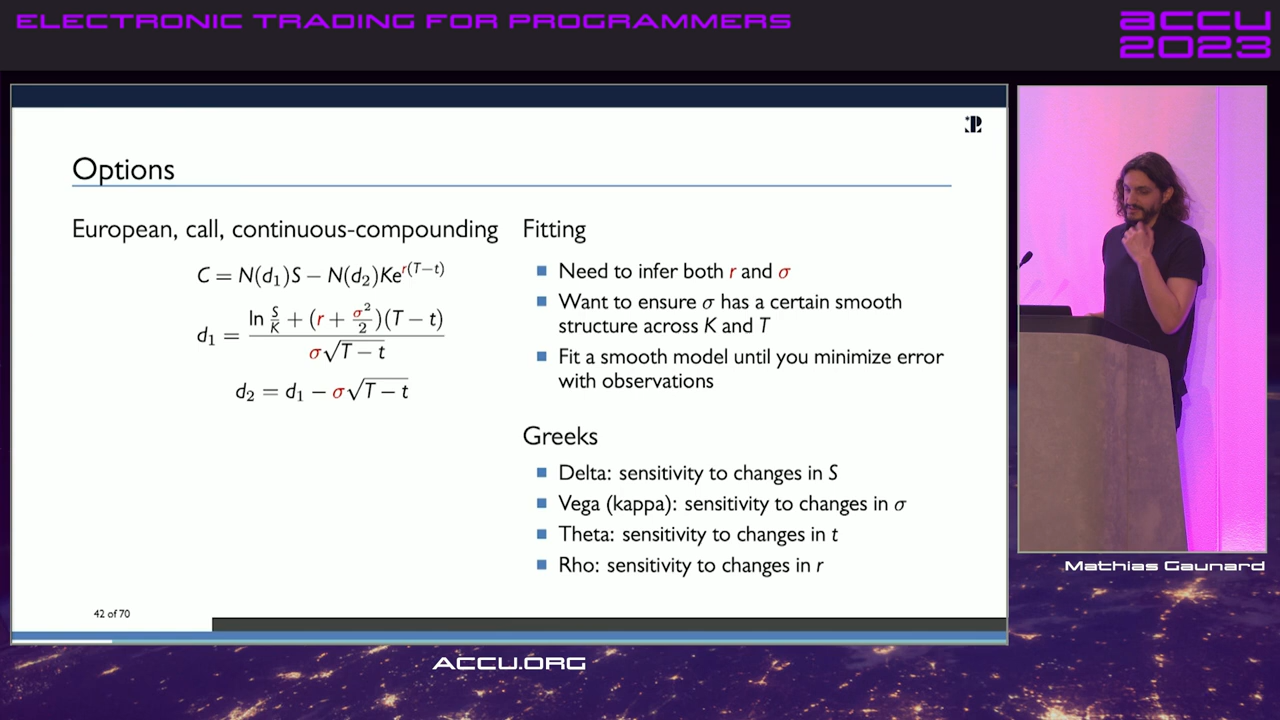 ELECTRONIC TRADING FOR PROGRAMMERS
ACCU
2023
Options
European, call, continuous-compounding
C = N(d₁)S − N(d₂)Ke^{r(T−t)}
d₁ = \frac{ln \frac{S}{K} + (r + \frac{σ²}{2})(T − t)}{σ√(T − t)}
d₂ = d₁ − σ√(T − t)
Fitting
Need to infer both r and σ
Want to ensure σ has a certain smooth
structure across K and T
Fit a smooth model until you minimize error
with observations
Greeks
Delta: sensitivity to changes in S
Vega (kappa): sensitivity to changes in σ
Theta: sensitivity to changes in t
Rho: sensitivity to changes in r
42 of 70
Mathias Gaunard
ACCU.ORG